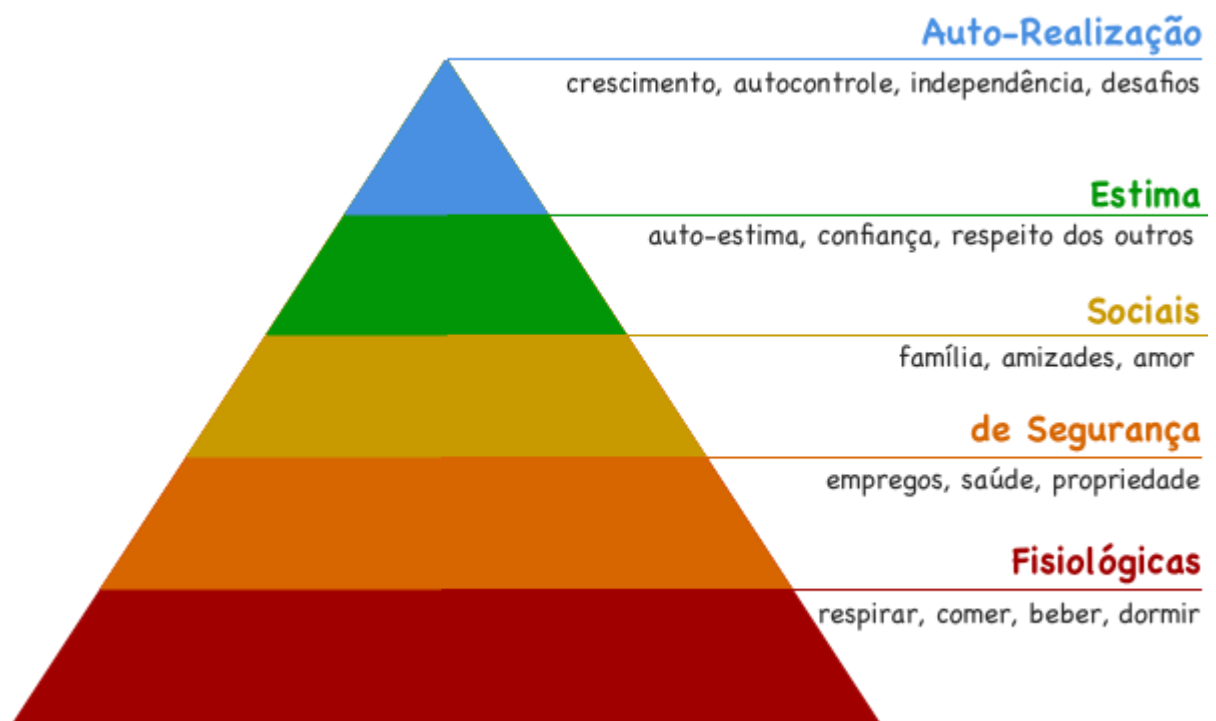 Auto-Realização
crescimento, autocontrole, independência, desafios
Estima
auto-estima, confiança, respeito dos outros
Sociais
família, amizades, amor
de Segurança
empregos, saúde, propriedade
Fisiológicas
respirar, comer, beber, dormir